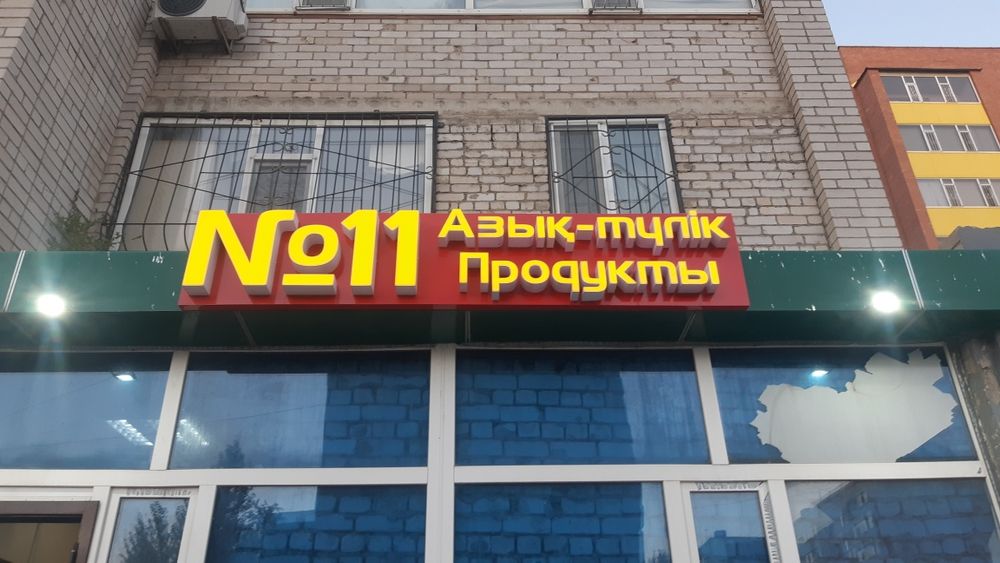 №11
Азық-түлік
Продукты